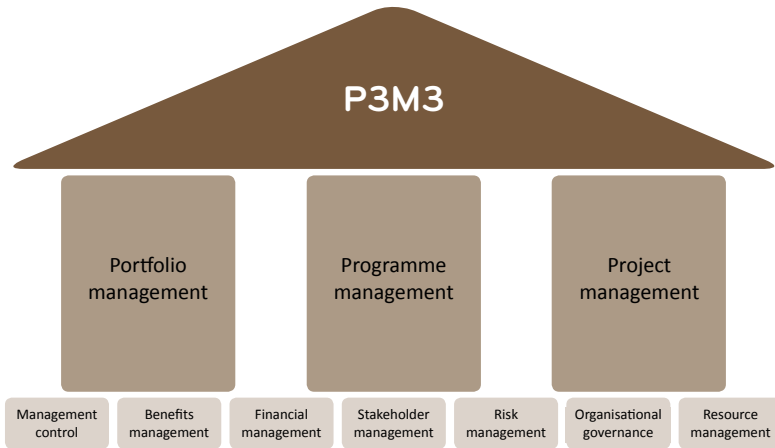 P3M3
Portfolio
management
Programme
management
Project
management
Management
control
Benefits
management
Financial
management
Stakeholder
management
Risk
management
Organisational
governance
Resource
management